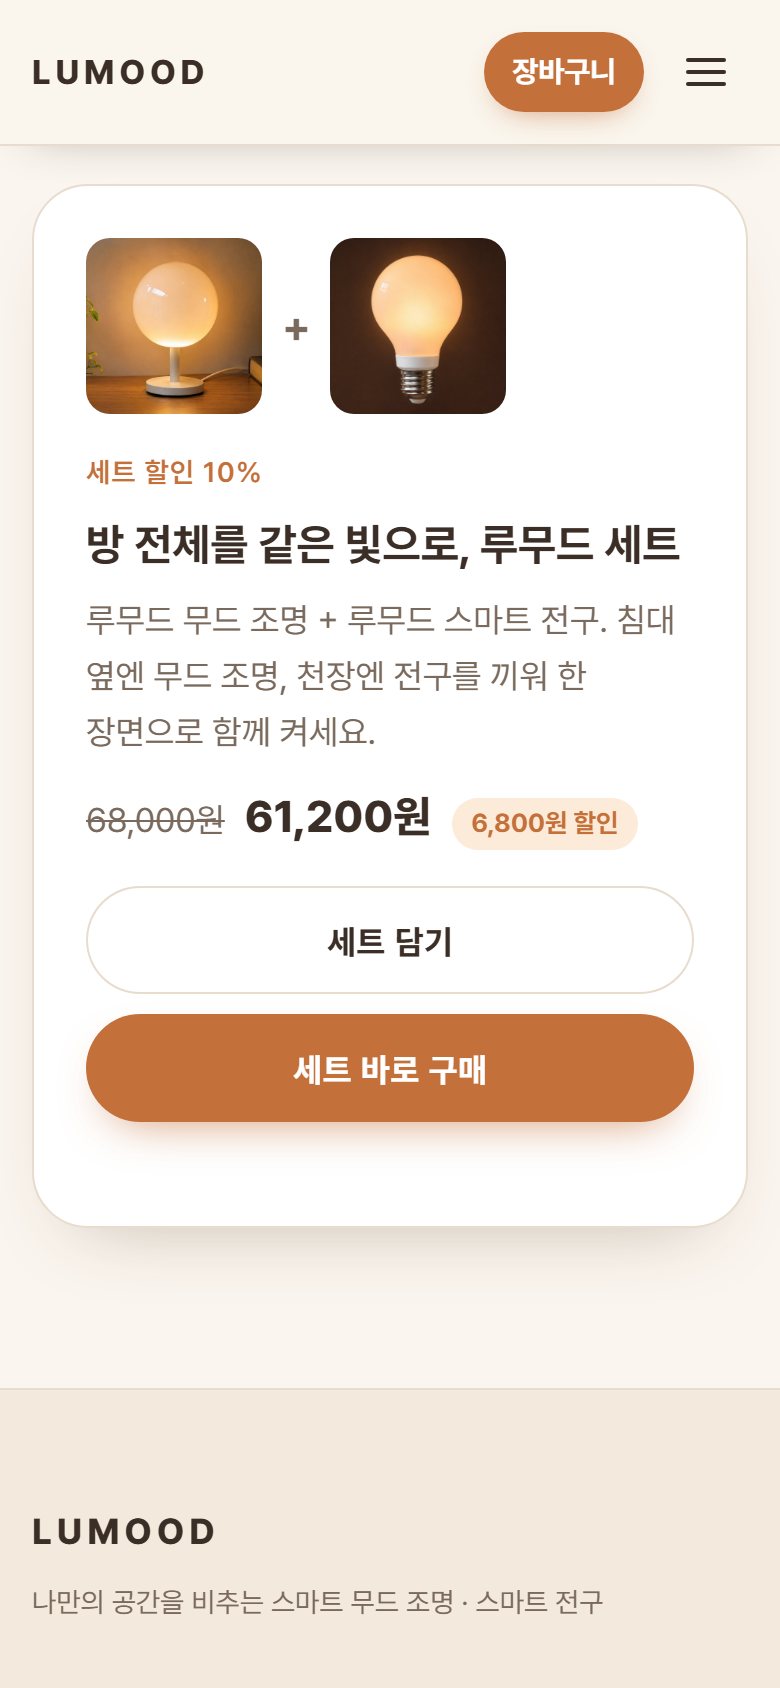 LUMOOD
장바구니
+
세트 할인 10%
방 전체를 같은 빛으로, 루무드 세트
루무드 무드 조명 + 루무드 스마트 전구. 침대
옆엔 무드 조명, 천장엔 전구를 끼워 한
장면으로 함께 켜세요.
68,000원 61,200원 6,800원 할인
세트 담기
세트 바로 구매
LUMOOD
나만의 공간을 비추는 스마트 무드 조명 · 스마트 전구